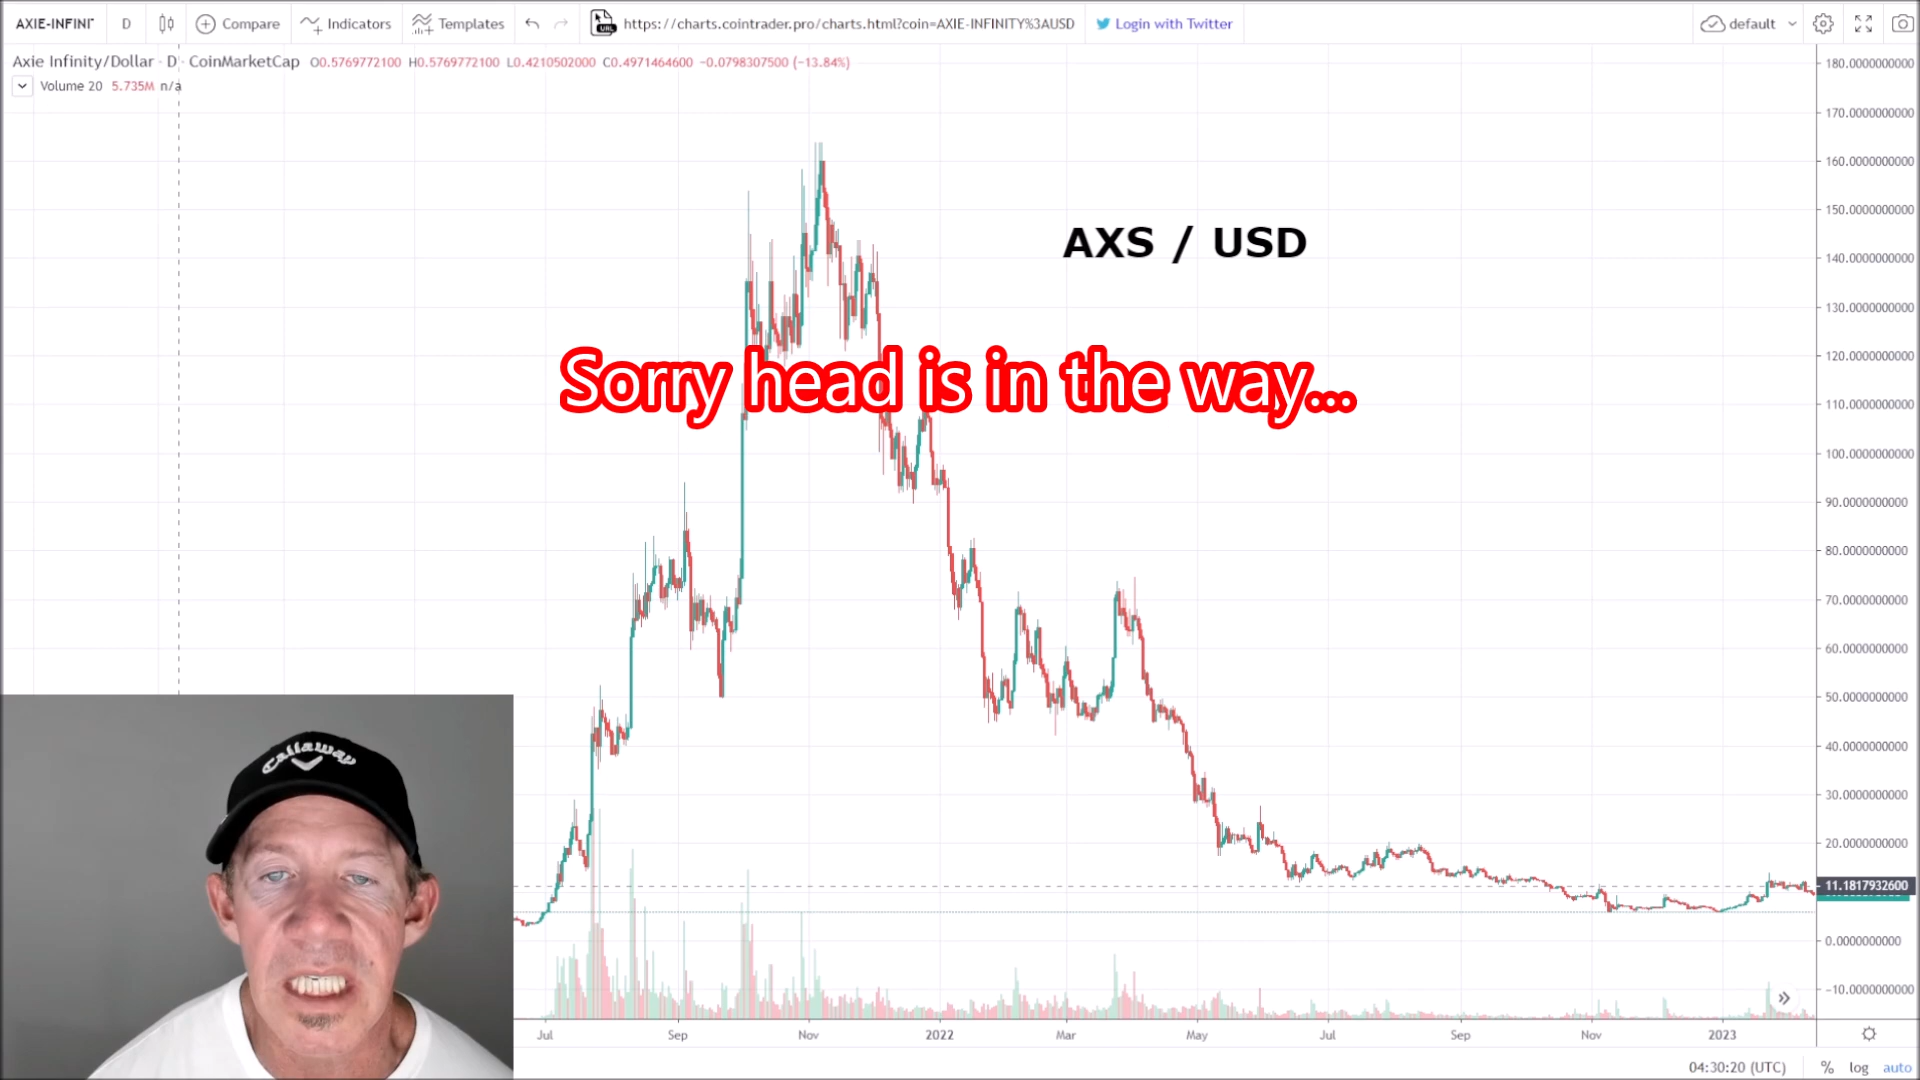 AXIE-INFINI
D
Compare
Indicators
Templates
URL
https://charts.cointrader.pro/charts.html?coin=AXIE-INFINITY%3AUSD
Login with Twitter
default
Axie Infinity/Dollar · D · CoinMarketCap O0.5769772100 H0.5769772100 L0.4210502000 C0.4971464600 −0.0798307500 (−13.84%)
Volume 20 5.735M n/a
AXS / USD
Sorry head is in the way...
Callaway
180.0000000000
170.0000000000
160.0000000000
150.0000000000
140.0000000000
130.0000000000
120.0000000000
110.0000000000
100.0000000000
90.0000000000
80.0000000000
70.0000000000
60.0000000000
50.0000000000
40.0000000000
30.0000000000
20.0000000000
11.1817932600
0.0000000000
−10.0000000000
Jul Sep Nov 2022 Mar May Jul Sep Nov 2023
04:30:20 (UTC) % log auto